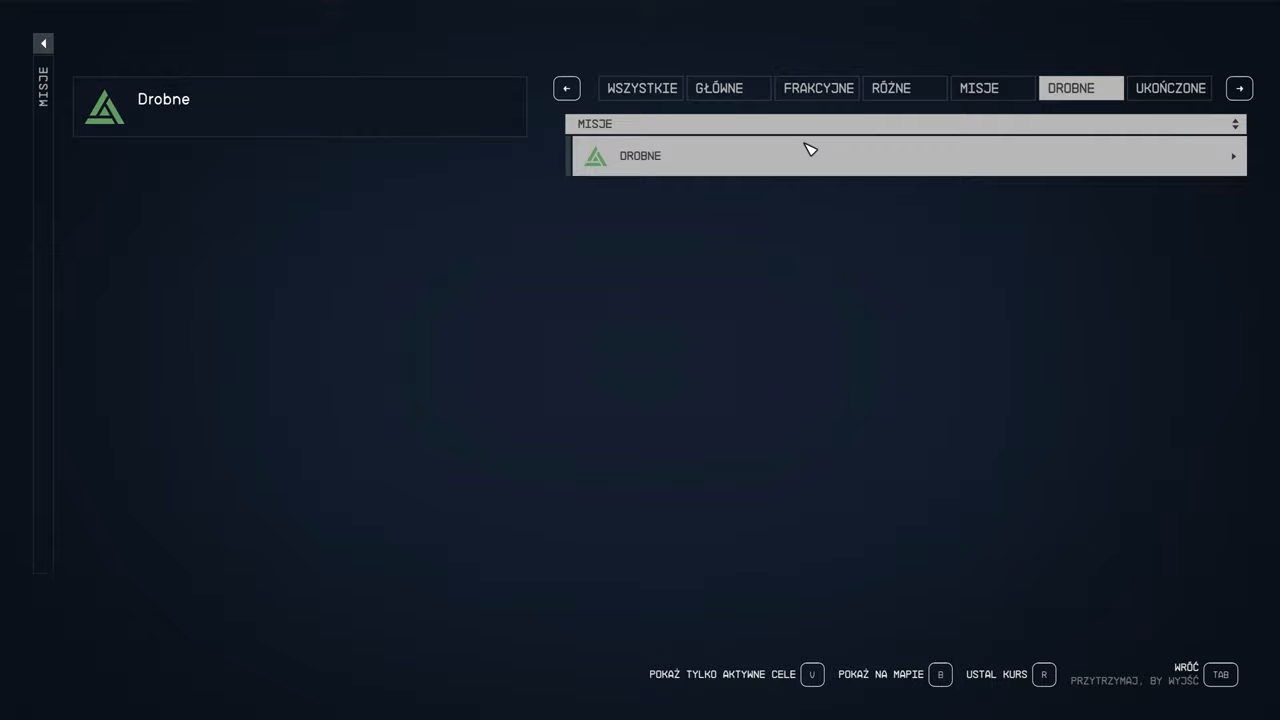 MISJE
Drobne
WSZYSTKIE
GŁÓWNE
FRAKCYJNE
RÓŻNE
MISJE
DROBNE
UKOŃCZONE
MISJE
DROBNE
POKAŻ TYLKO AKTYWNE CELE V
POKAŻ NA MAPIE B
USTAL KURS R
WRÓĆ
PRZYTRZYMAJ, BY WYJŚĆ TAB